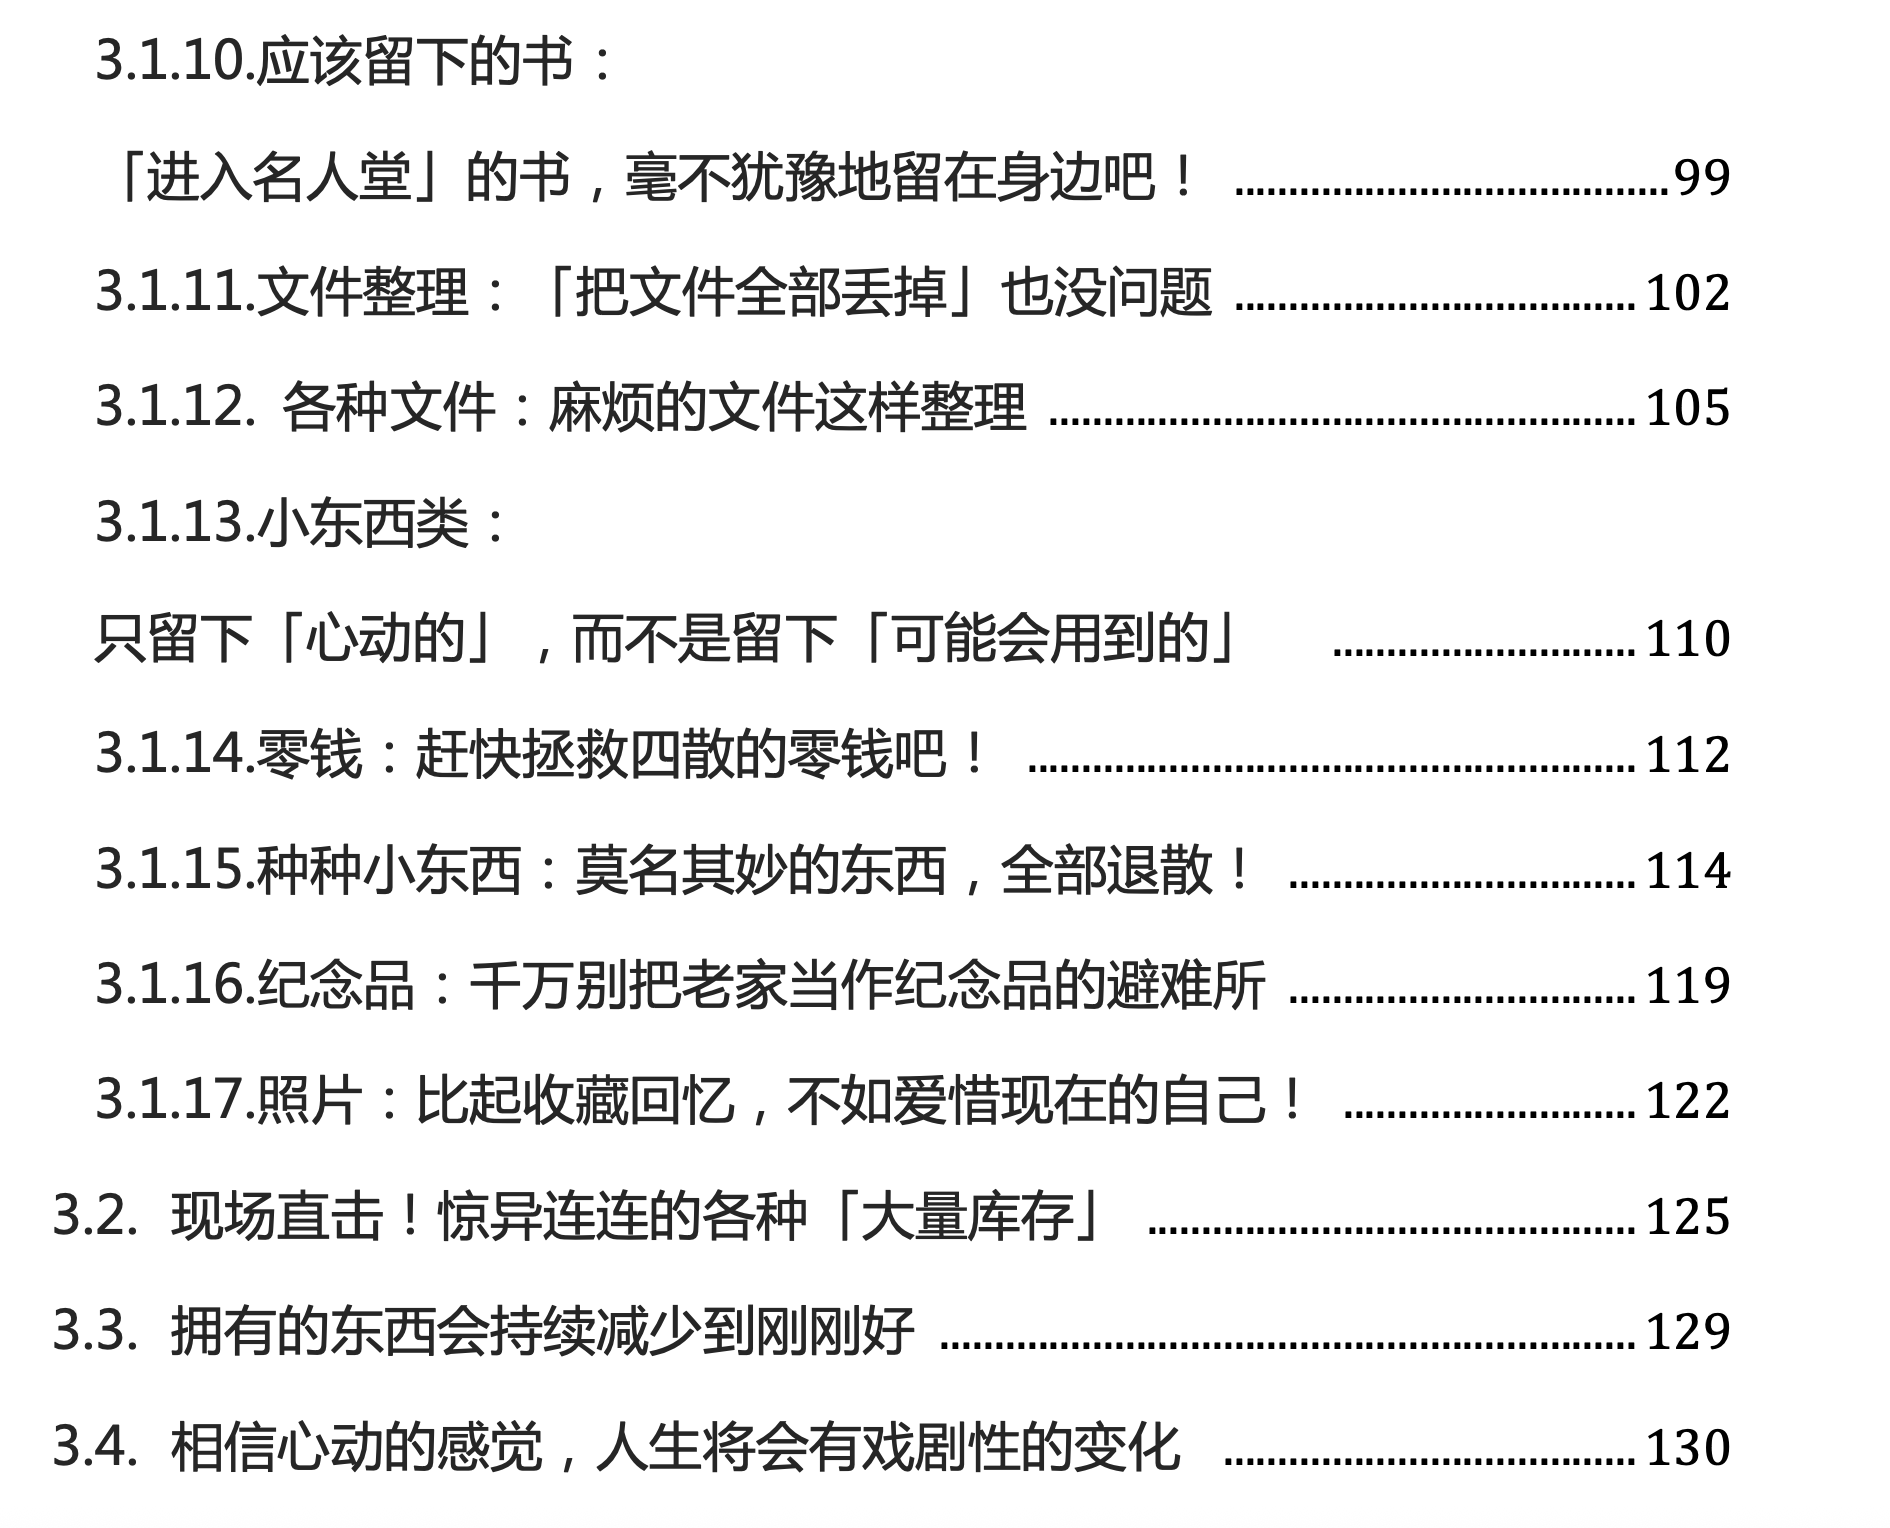 3.1.10.应该留下的书：
「进入名人堂」的书，毫不犹豫地留在身边吧！ ........................................99
3.1.11.文件整理：「把文件全部丢掉」也没问题 ..................................... 102
3.1.12. 各种文件：麻烦的文件这样整理 ...................................................... 105
3.1.13.小东西类：
只留下「心动的」，而不是留下「可能会用到的」 ............................ 110
3.1.14.零钱：赶快拯救四散的零钱吧！ ........................................................ 112
3.1.15.种种小东西：莫名其妙的东西，全部退散！ ................................ 114
3.1.16.纪念品：千万别把老家当作纪念品的避难所 ................................ 119
3.1.17.照片：比起收藏回忆，不如爱惜现在的自己！ ........................... 122
3.2. 现场直击！惊异连连的各种「大量库存」 ............................................. 125
3.3. 拥有的东西会持续减少到刚刚好 ................................................................ 129
3.4. 相信心动的感觉，人生将会有戏剧性的变化 ...................................... 130